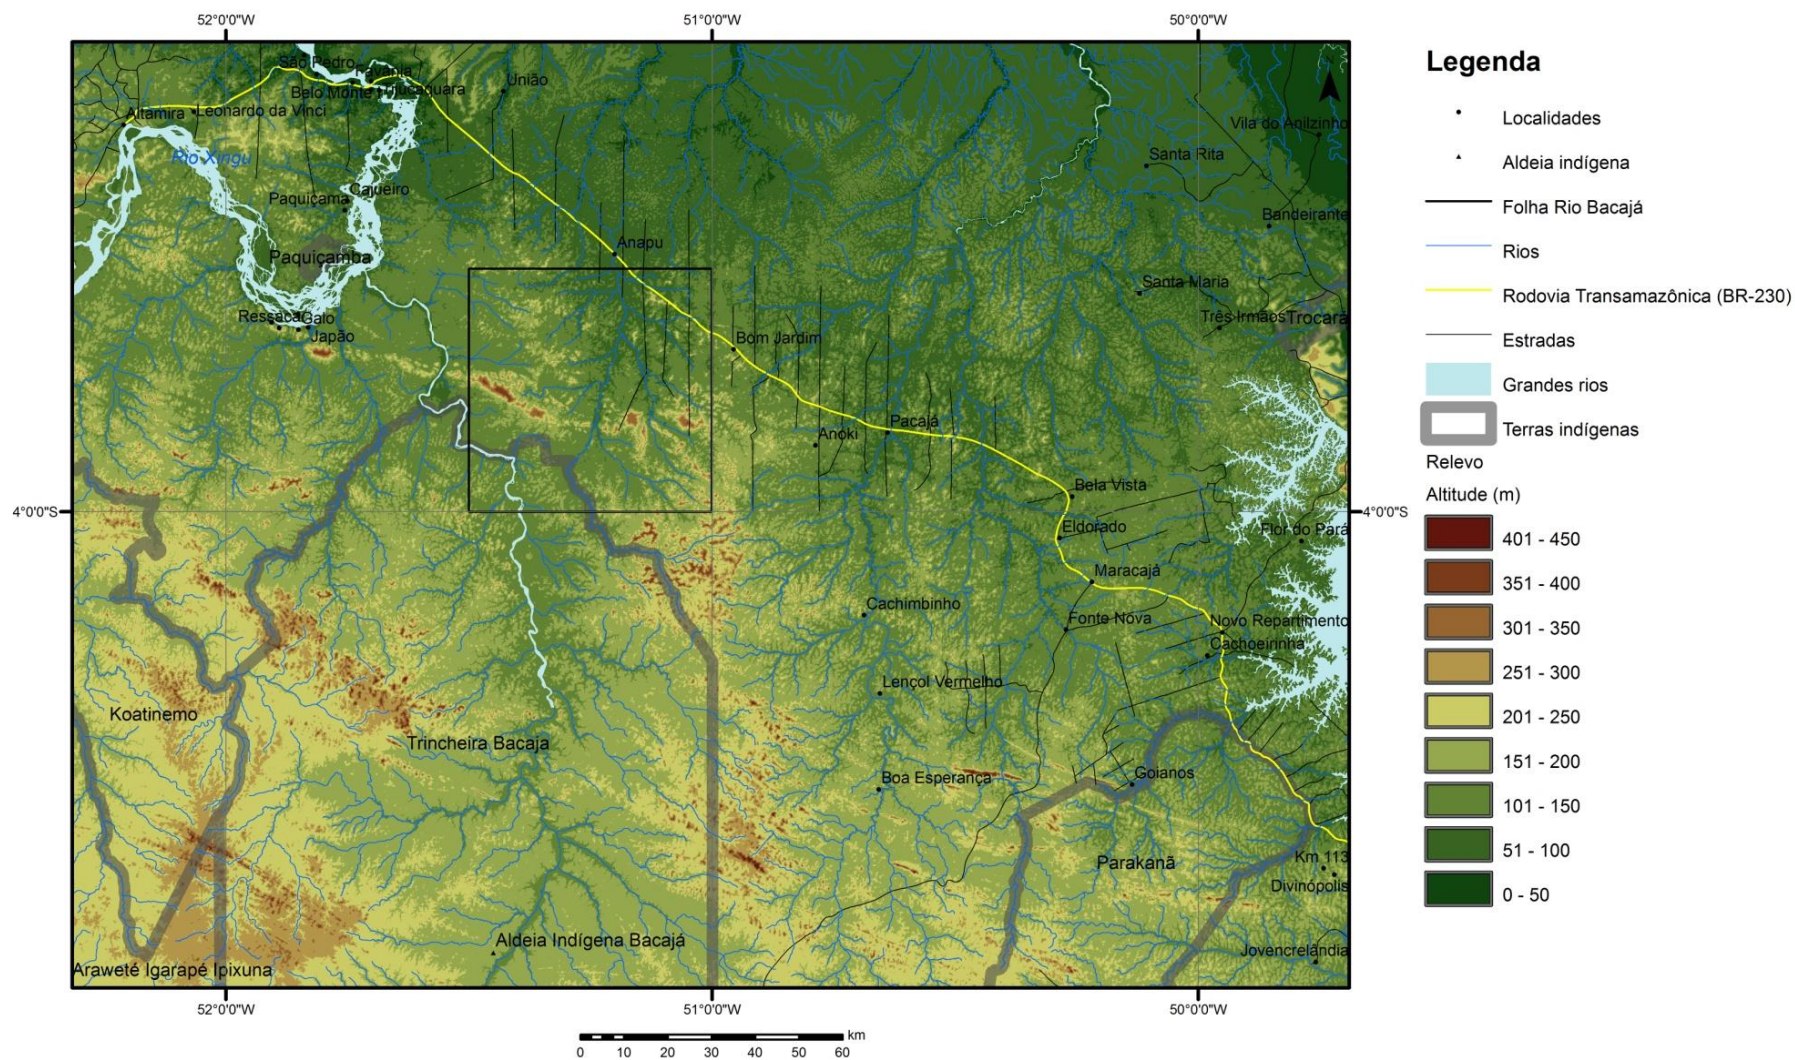 52°0'0"W
51°0'0"W
50°0'0"W
São Pedro
Favânia
Belo Monte
Tujucaquara
União
Altamira
Leonardo da Vinci
Vila do Anilzinho
Rio Xingu
Santa Rita
Cajueiro
Paquiçama
Bandeirante
Anapu
Paquiçamba
Santa Maria
Ressaca
Galo
Três Irmãos
Trocará
Japão
Bom Jardim
Pacajá
Anoki
Bela Vista
4°0'0"S
4°0'0"S
Eldorado
Flor do Pará
Maracajá
Cachimbinho
Fonte Nova
Novo Repartimento
Cachoeirinha
Lençol Vermelho
Koatinemo
Trincheira Bacaja
Boa Esperança
Goianos
Parakanã
Km 113
Divinópolis
Aldeia Indígena Bacajá
Jovencrelândia
Araweté Igarapé Ipixuna
52°0'0"W
51°0'0"W
50°0'0"W
km
0 10 20 30 40 50 60
Legenda
Localidades
Aldeia indígena
Folha Rio Bacajá
Rios
Rodovia Transamazônica (BR-230)
Estradas
Grandes rios
Terras indígenas
Relevo
Altitude (m)
401 - 450
351 - 400
301 - 350
251 - 300
201 - 250
151 - 200
101 - 150
51 - 100
0 - 50